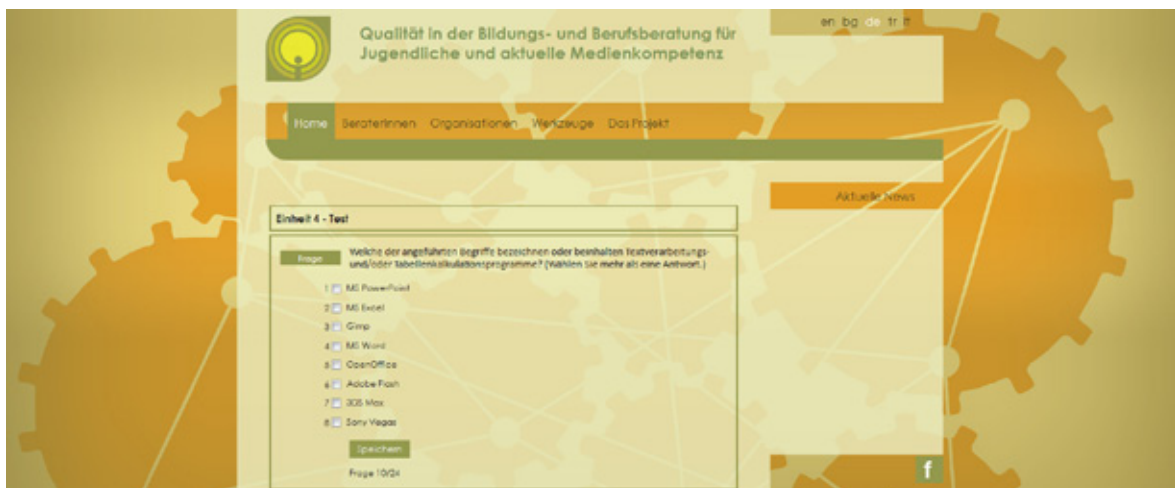 Qualität in der Bildungs- und Berufsberatung für
Jugendliche und aktuelle Medienkompetenz
en bg de tr it
Home BeraterInnen Organisationen Werkzeuge Das Projekt
Aktuelle News
Einheit 4 - Test
Frage
Welche der angeführten Begriffe bezeichnen oder beinhalten Textverarbeitungs-
und/oder Tabellenkalkulationsprogramme? (Wählen Sie mehr als eine Antwort.)
1 MS PowerPoint
2 MS Excel
3 Gimp
4 MS Word
5 OpenOffice
6 Adobe Flash
7 3DS Max
8 Sony Vegas
Speichern
Frage 10/24
f